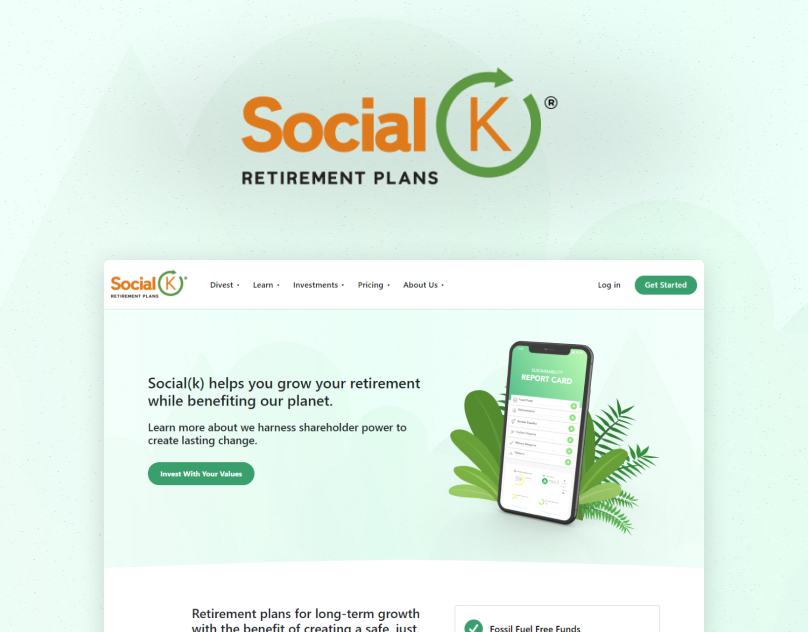 Social K ®
RETIREMENT PLANS
Social K ®
RETIREMENT PLANS
Divest
Learn
Investments
Pricing
About Us
Log in
Get Started
Social(k) helps you grow your retirement
while benefiting our planet.
Learn more about we harness shareholder power to
create lasting change.
Invest With Your Values
SUSTAINABILITY
REPORT CARD
Retirement plans for long-term growth
with the benefit of creating a safe, just
Fossil Fuel Free Funds